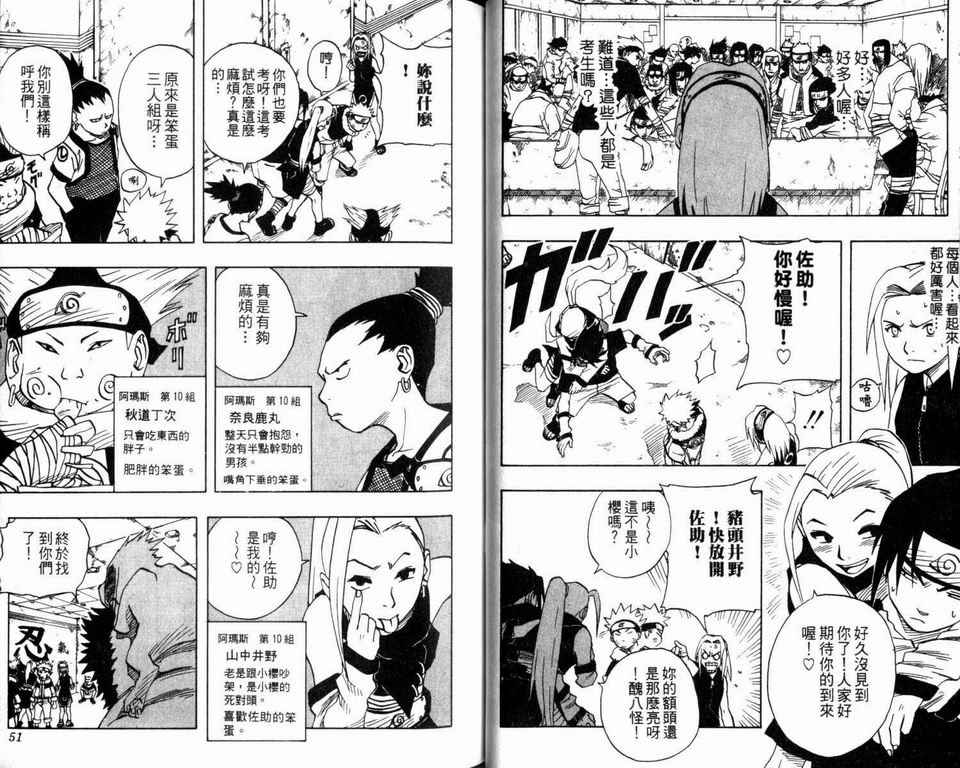 好…
好多人喔…
難道…這些人都是
考生嗎？
每個人…看起來
都好厲害喔…
咕
嚕
佐助！
你好慢喔！♡
ガバッ
!!
好久沒見到
你了！人家好
期待你的到來
喔！♡
豬頭井野
！快放開
佐助！
咦～
這不是小
櫻嗎？
妳的額頭還
是那麼亮呀
！醜八怪！
妳說什麼
！
哼！
你們也要
考呀！這考
試怎麼這麼
麻煩？真是
的…
原來是笨蛋
三人組呀…
你別這樣稱
呼我們！
真是有夠
麻煩的…
阿瑪斯 第10組
奈良鹿丸
整天只會抱怨，
沒有半點幹勁的
男孩。
嘴角下垂的笨蛋。
ボリ
阿瑪斯 第10組
秋道丁次
只會吃東西的
胖子。
肥胖的笨蛋。
哼！佐助
是我的
～～♡
阿瑪斯 第10組
山中井野
老是跟小櫻吵
架，是小櫻的
死對頭。
喜歡佐助的笨
蛋。
終於找
到你們
了！
忍
氣
51